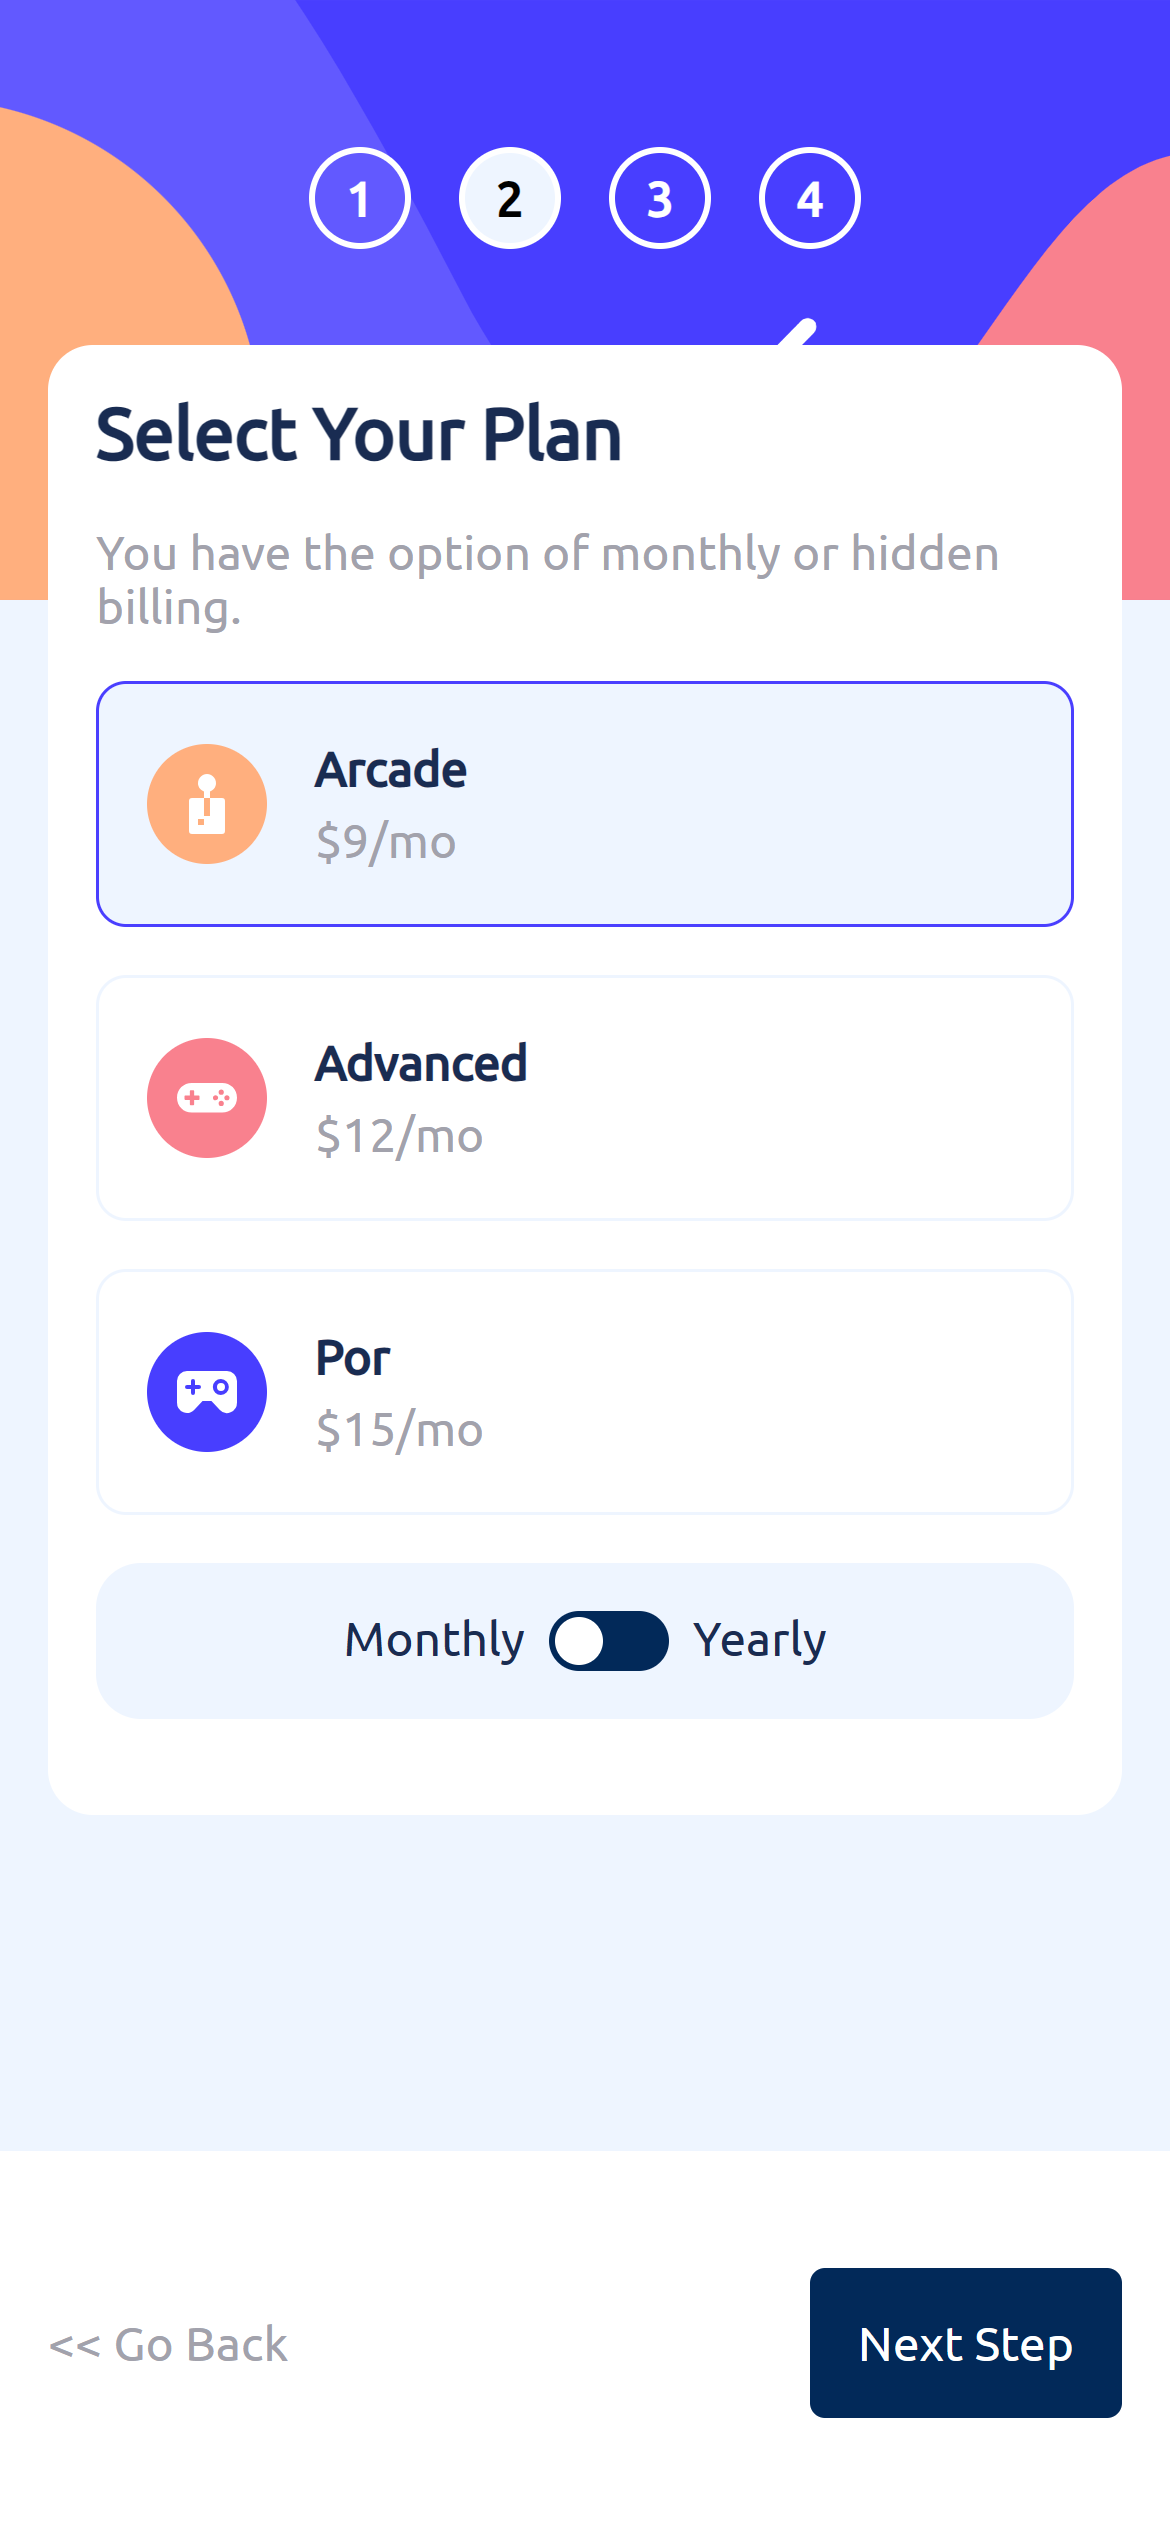 1 2 3 4
Select Your Plan
You have the option of monthly or hidden
billing.
Arcade
$9/mo
Advanced
$12/mo
Por
$15/mo
Monthly Yearly
<< Go Back Next Step